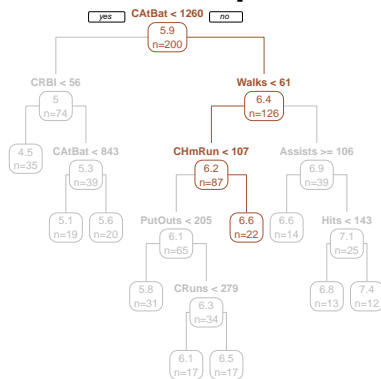 yes CAtBat < 1260 no
5.9
n=200
CRBI < 56 Walks < 61
5 6.4
n=74 n=126
CAtBat < 843 CHmRun < 107 Assists >= 106
4.5 5.3 6.2 6.9
n=35 n=39 n=87 n=39
PutOuts < 205 Hits < 143
5.1 5.6 6.1 6.6 6.6 7.1
n=19 n=20 n=65 n=22 n=14 n=25
CRuns < 279
5.8 6.3 6.8 7.4
n=31 n=34 n=13 n=12
6.1 6.5
n=17 n=17